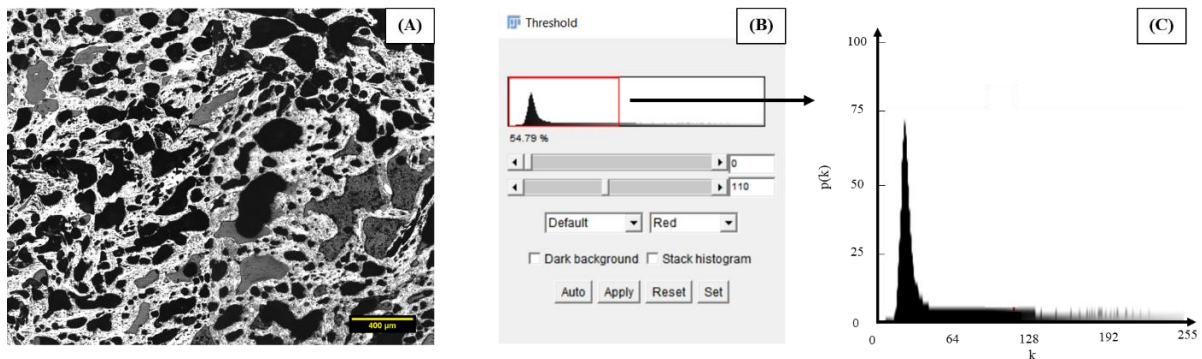 (A)
400 µm
Threshold
(B)
54.79 %
0
110
Default
Red
Dark background
Stack histogram
Auto
Apply
Reset
Set
(C)
100
75
50
25
0
p(k)
0
64
128
192
255
k